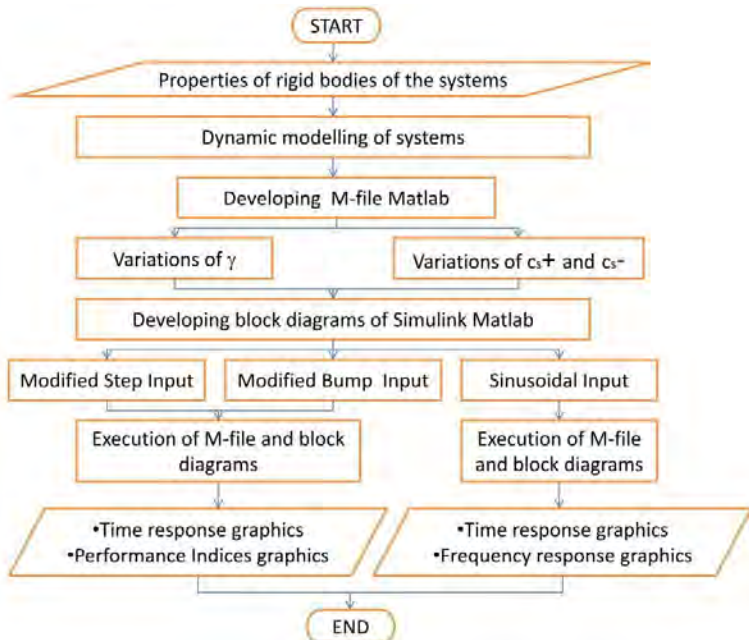 START
Properties of rigid bodies of the systems
Dynamic modelling of systems
Developing M-file Matlab
Variations of γ
Variations of cs+ and cs-
Developing block diagrams of Simulink Matlab
Modified Step Input
Modified Bump Input
Sinusoidal Input
Execution of M-file and block
diagrams
Execution of M-file
and block diagrams
•Time response graphics
•Performance Indices graphics
•Time response graphics
•Frequency response graphics
END